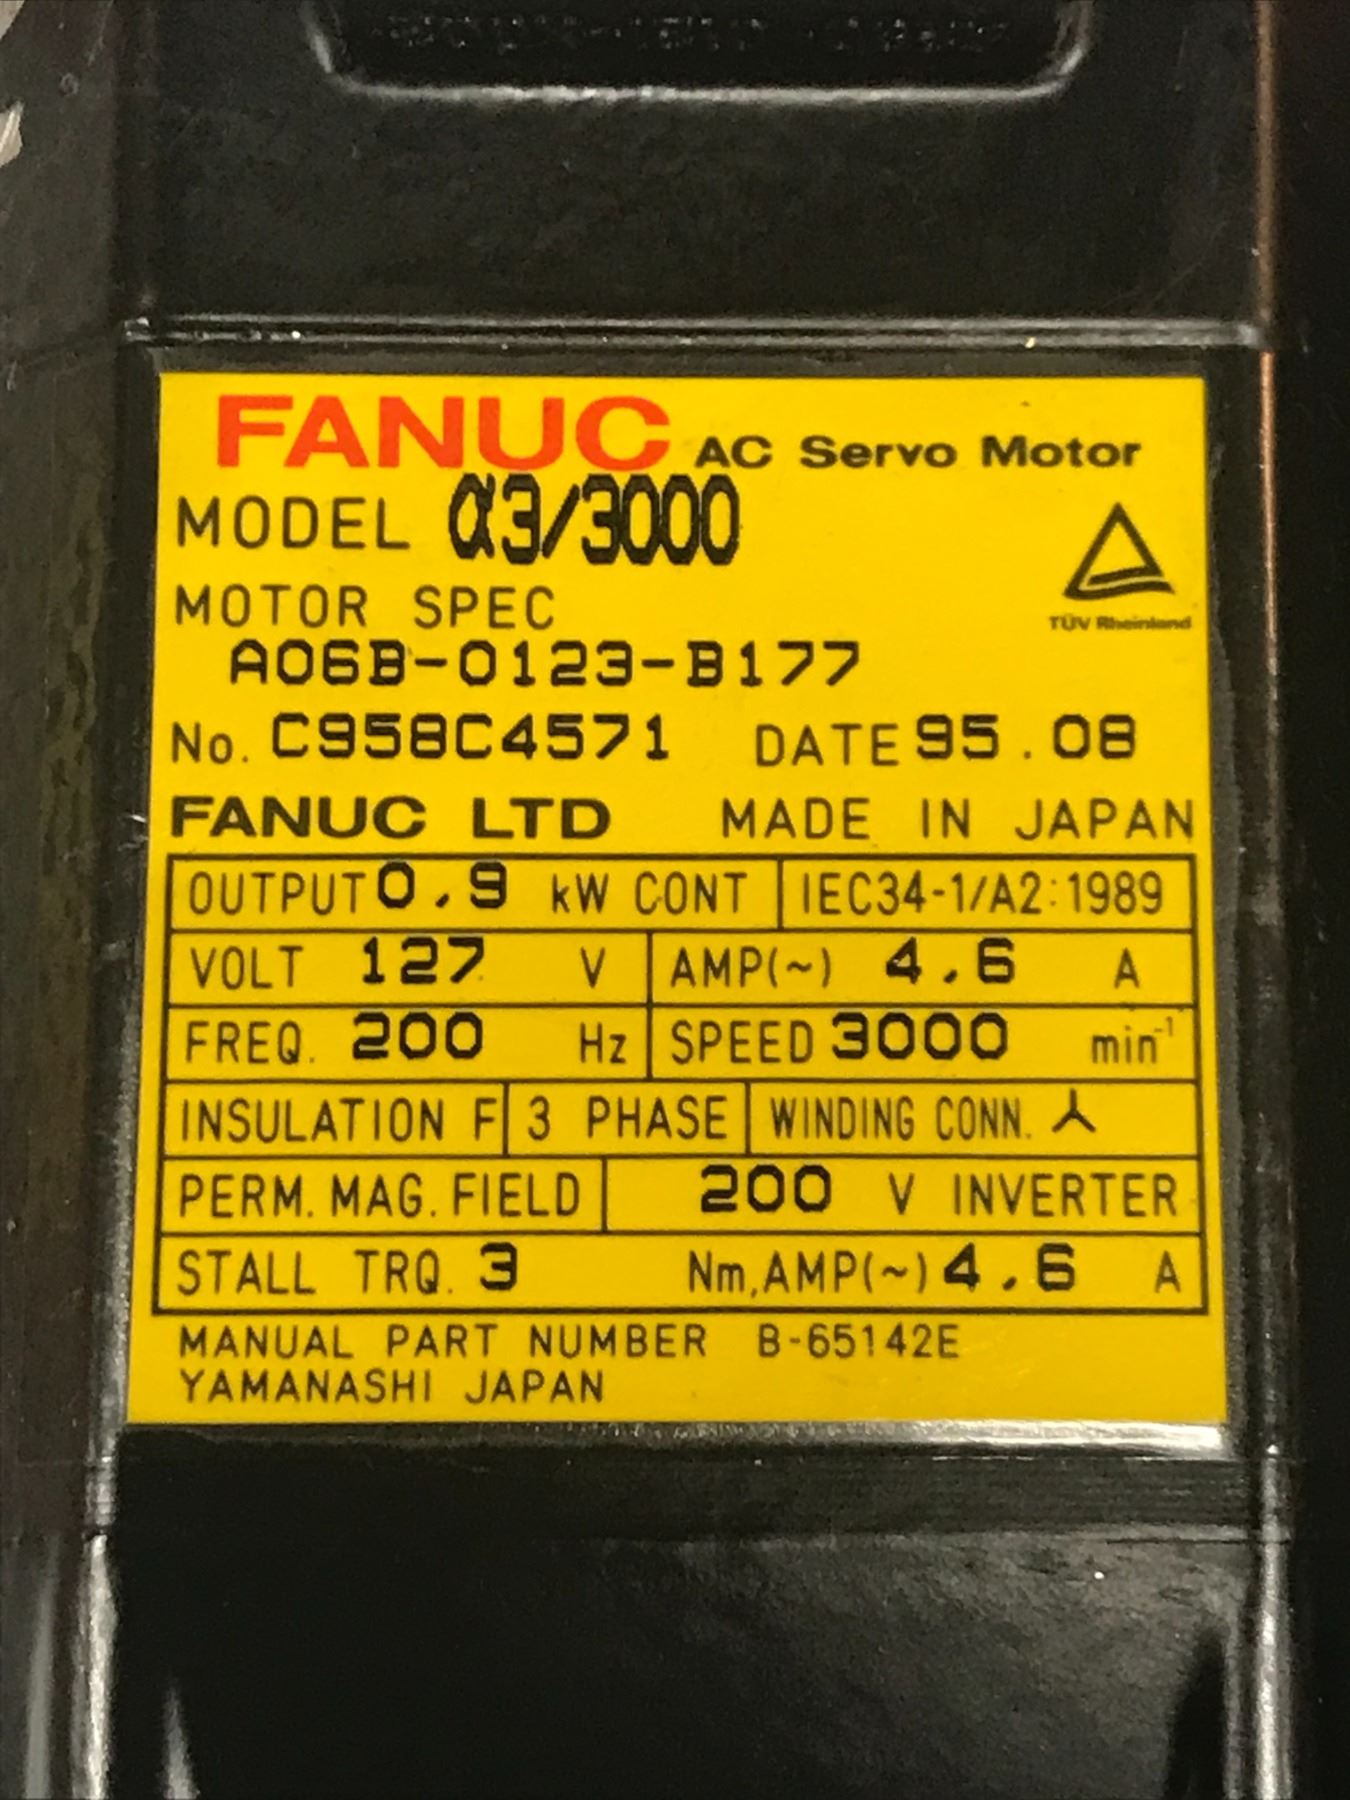 FANUC AC Servo Motor
MODEL α3/3000
TÜV Rheinland
MOTOR SPEC
A06B-0123-B177
No. C958C4571 DATE 95.08
FANUC LTD MADE IN JAPAN
OUTPUT 0.9 kW CONT IEC34-1/A2:1989
VOLT 127 V AMP(~) 4.6 A
FREQ. 200 Hz SPEED 3000 min⁻¹
INSULATION F 3 PHASE WINDING CONN. ⅄
PERM. MAG. FIELD 200 V INVERTER
STALL TRQ. 3 Nm, AMP(~) 4.6 A
MANUAL PART NUMBER B-65142E
YAMANASHI JAPAN